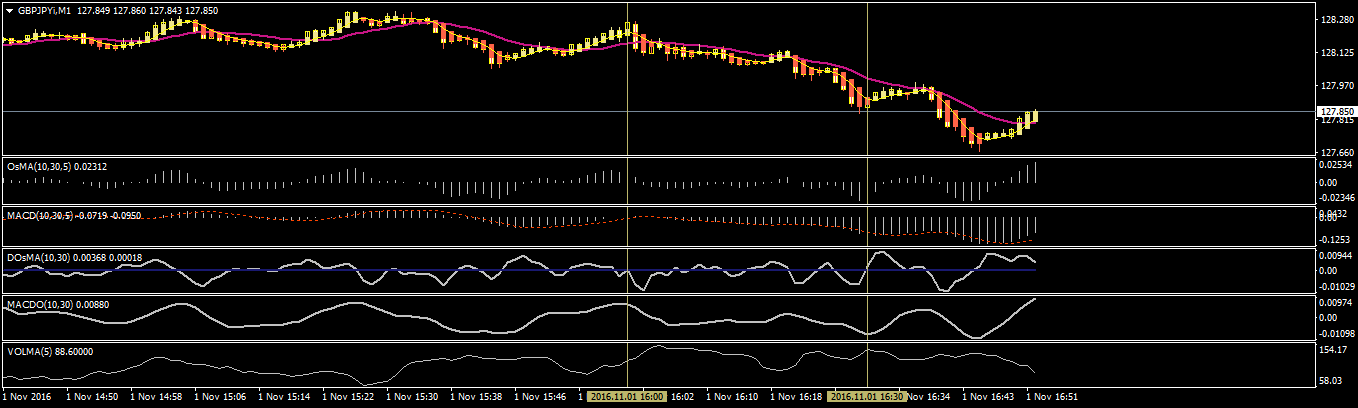 GBPJPYi,M1 127.849 127.860 127.843 127.850
128.280
128.125
127.970
127.850
127.815
127.660
OsMA(10,30,5) 0.02312
0.02534
0.00
-0.02346
MACD(10,30,5) -0.0719 -0.0950
0.0432
0.00
-0.1253
DOsMA(10,30) 0.00368 0.00018
0.00944
0.00
-0.01029
MACDO(10,30) 0.00880
0.00974
0.00
-0.01098
VOLMA(5) 88.60000
154.17
58.03
1 Nov 2016 1 Nov 14:50 1 Nov 14:58 1 Nov 15:06 1 Nov 15:14 1 Nov 15:22 1 Nov 15:30 1 Nov 15:38 1 Nov 15:46 1 2016.11.01 16:00 16:02 1 Nov 16:10 1 Nov 16:18 2016.11.01 16:30 Nov 16:34 1 Nov 16:43 1 Nov 16:51